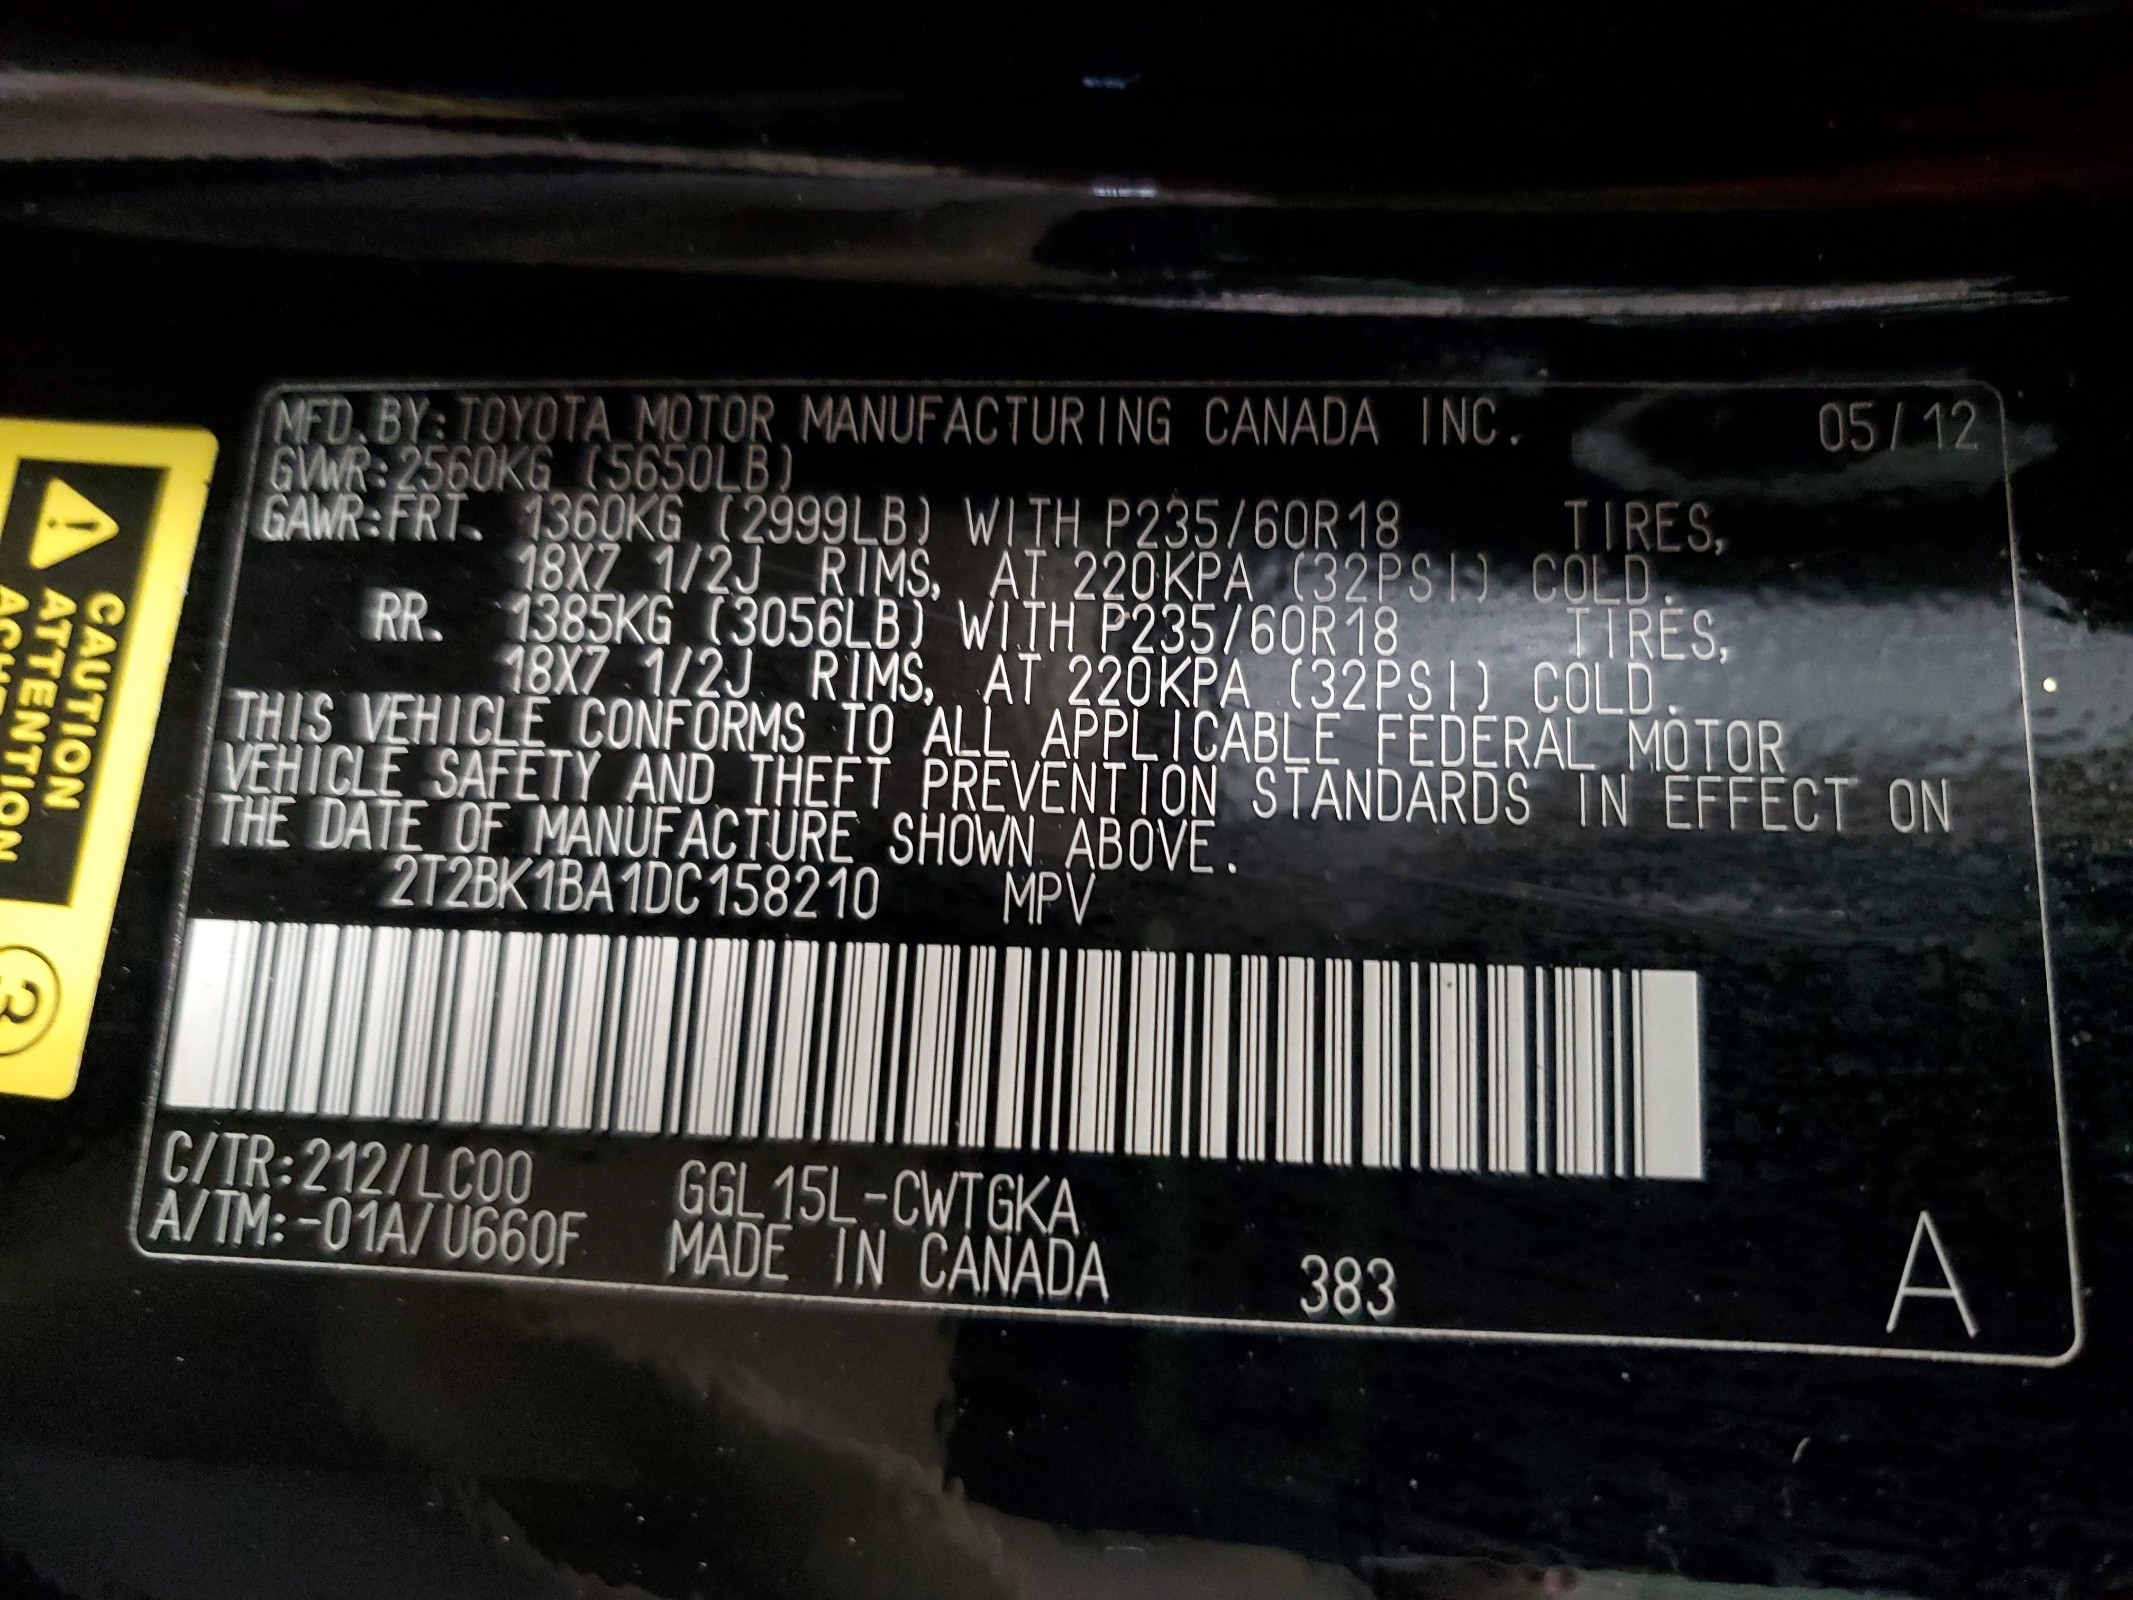 MFD.BY:TOYOTA MOTOR MANUFACTURING CANADA INC. 05/12
GVWR:2560KG (5650LB)
GAWR:FRT. 1360KG (2999LB) WITH P235/60R18 TIRES,
18X7 1/2J RIMS, AT 220KPA (32PSI) COLD.
RR. 1385KG (3056LB) WITH P235/60R18 TIRES,
18X7 1/2J RIMS, AT 220KPA (32PSI) COLD.
THIS VEHICLE CONFORMS TO ALL APPLICABLE FEDERAL MOTOR
VEHICLE SAFETY AND THEFT PREVENTION STANDARDS IN EFFECT ON
THE DATE OF MANUFACTURE SHOWN ABOVE.
2T2BK1BA1DC158210 MPV
C/TR:212/LC00 GGL15L-CWTGKA
A/TM:-01A/U660F MADE IN CANADA 383 A
CAUTION
ATTENTION